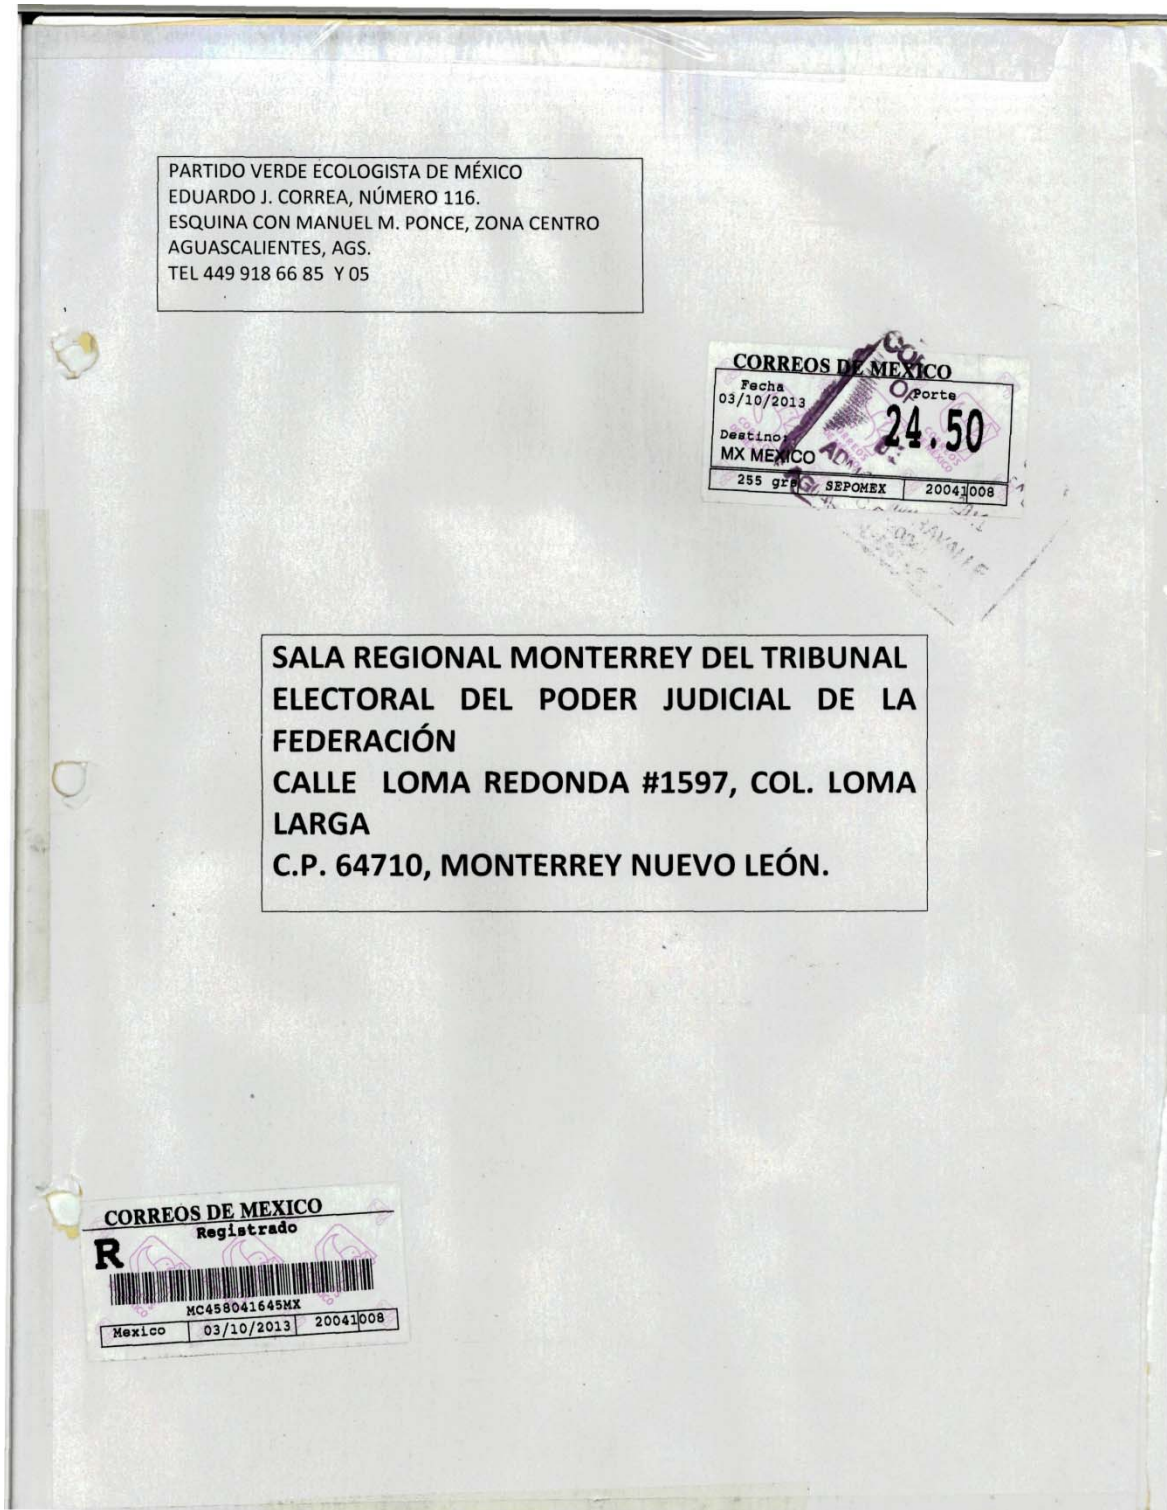 PARTIDO VERDE ECOLOGISTA DE MÉXICO
EDUARDO J. CORREA, NÚMERO 116.
ESQUINA CON MANUEL M. PONCE, ZONA CENTRO
AGUASCALIENTES, AGS.
TEL 449 918 66 85 Y 05
CORREOS DE MEXICO
Fecha Porte
03/10/2013 24.50
Destino:
MX MEXICO
255 gr SEPOMEX 20041008
SALA REGIONAL MONTERREY DEL TRIBUNAL
ELECTORAL DEL PODER JUDICIAL DE LA
FEDERACIÓN
CALLE LOMA REDONDA #1597, COL. LOMA
LARGA
C.P. 64710, MONTERREY NUEVO LEÓN.
CORREOS DE MEXICO
Registrado
R
MC458041645MX
Mexico 03/10/2013 20041008